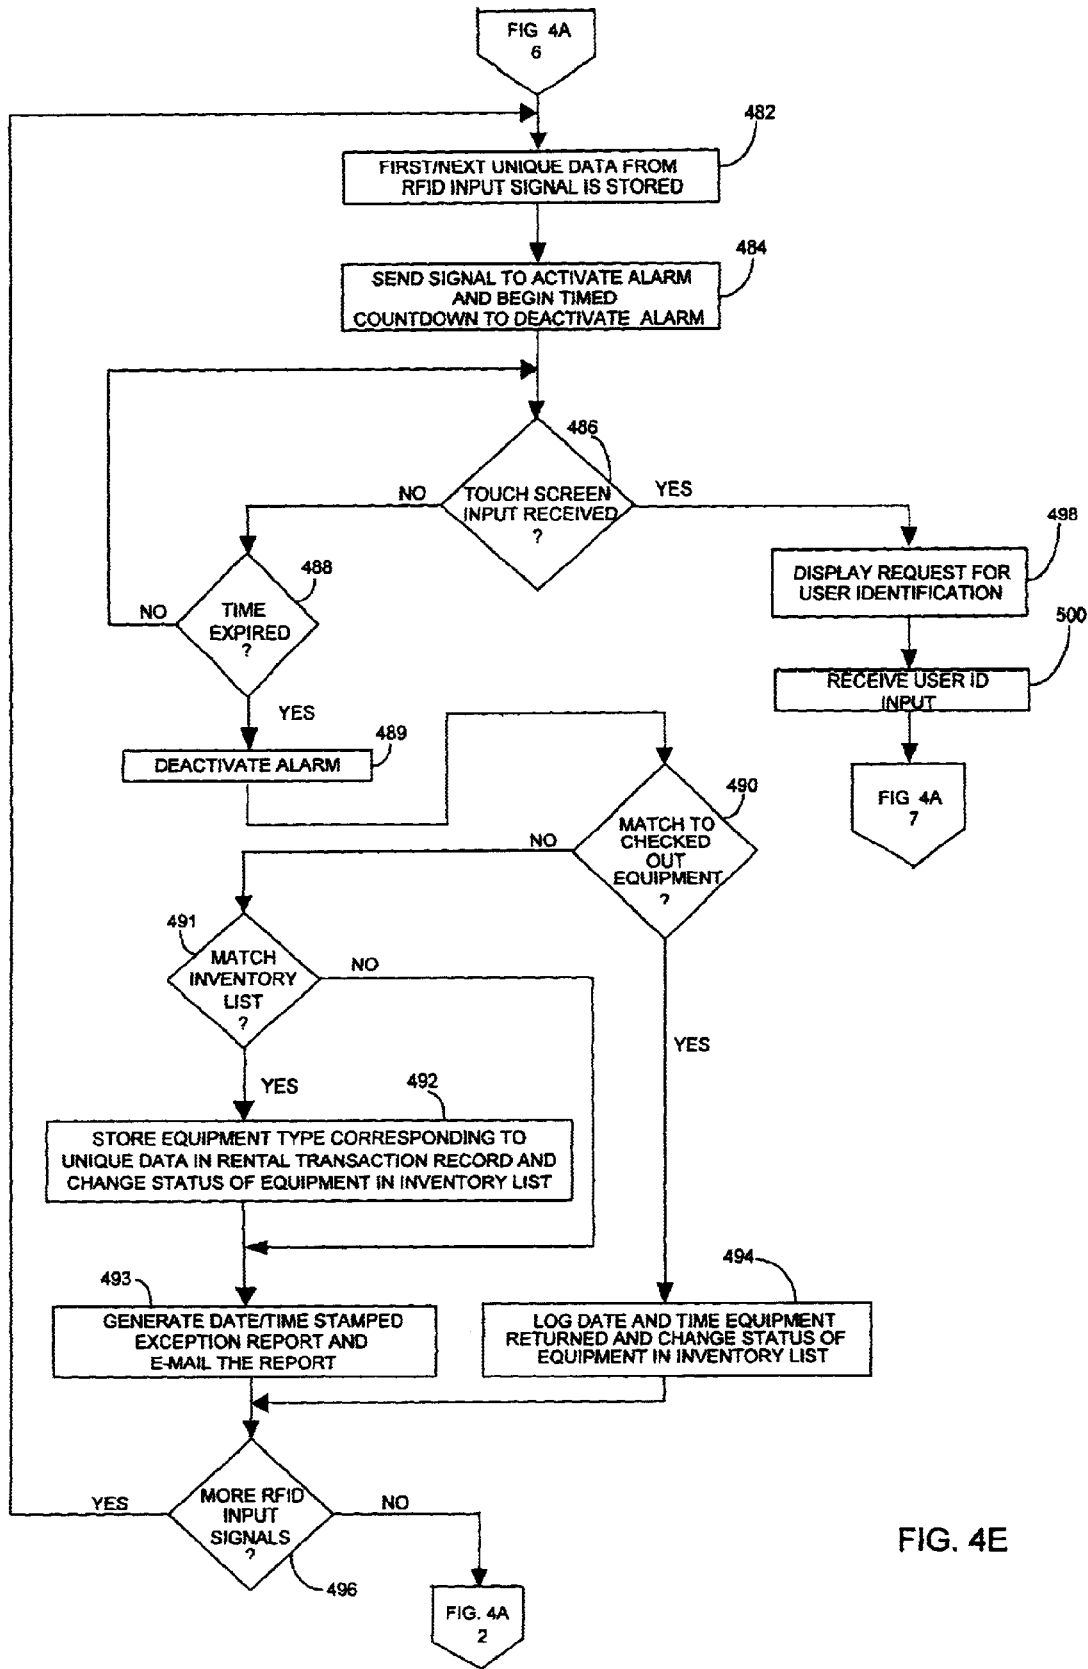 FIG 4A
6
482
FIRST/NEXT UNIQUE DATA FROM
RFID INPUT SIGNAL IS STORED
484
SEND SIGNAL TO ACTIVATE ALARM
AND BEGIN TIMED
COUNTDOWN TO DEACTIVATE ALARM
486
NO
TOUCH SCREEN
INPUT RECEIVED
?
YES
498
DISPLAY REQUEST FOR
USER IDENTIFICATION
488
NO
TIME
EXPIRED
?
YES
500
RECEIVE USER ID
INPUT
489
DEACTIVATE ALARM
FIG 4A
7
490
NO
MATCH TO
CHECKED
OUT
EQUIPMENT
?
491
MATCH
INVENTORY
LIST
?
NO
YES
YES
492
STORE EQUIPMENT TYPE CORRESPONDING TO
UNIQUE DATA IN RENTAL TRANSACTION RECORD AND
CHANGE STATUS OF EQUIPMENT IN INVENTORY LIST
493
GENERATE DATE/TIME STAMPED
EXCEPTION REPORT AND
E-MAIL THE REPORT
494
LOG DATE AND TIME EQUIPMENT
RETURNED AND CHANGE STATUS OF
EQUIPMENT IN INVENTORY LIST
YES
MORE RFID
INPUT
SIGNALS
?
NO
496
FIG. 4A
2
FIG. 4E